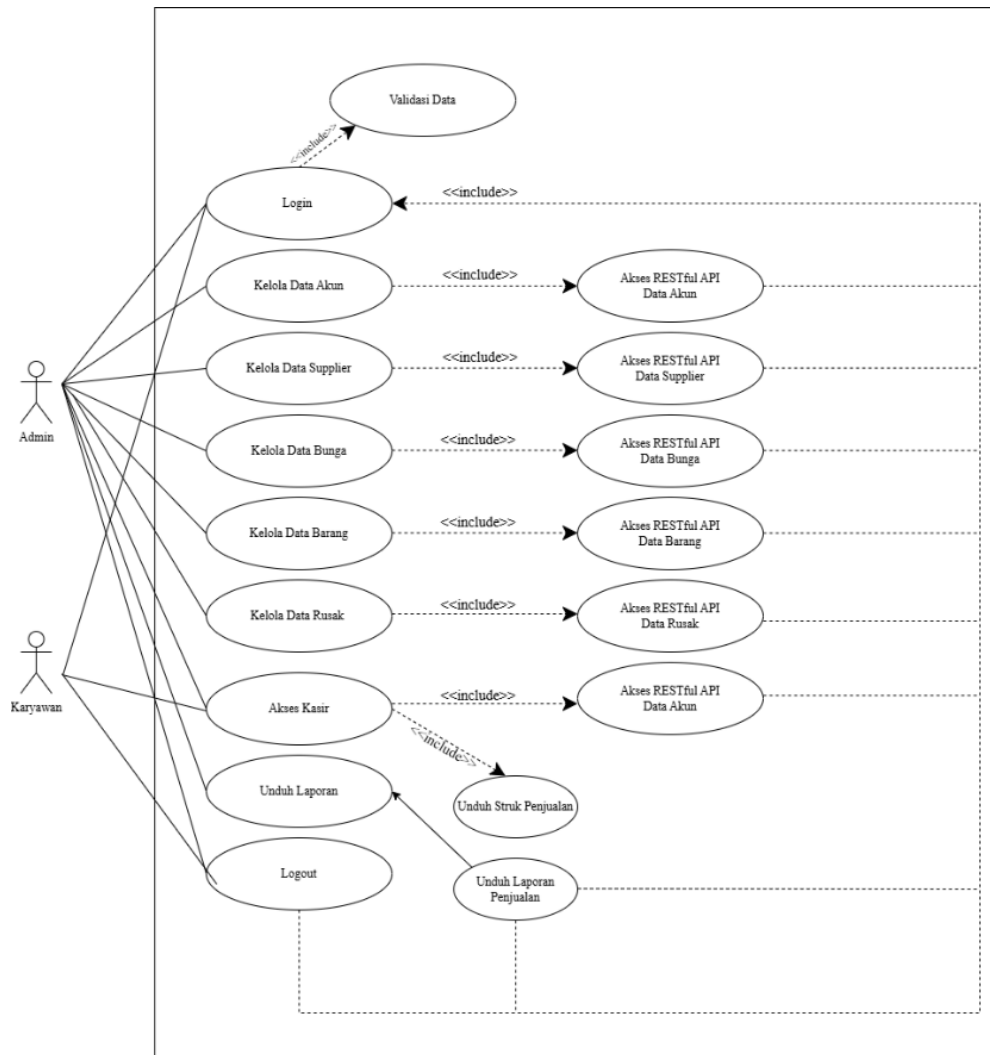 Validasi Data
<<include>>
Login
<<include>>
Kelola Data Akun
<<include>>
Akses RESTful API
Data Akun
Kelola Data Supplier
<<include>>
Akses RESTful API
Data Supplier
Admin
Kelola Data Bunga
<<include>>
Akses RESTful API
Data Bunga
Kelola Data Barang
<<include>>
Akses RESTful API
Data Barang
Kelola Data Rusak
<<include>>
Akses RESTful API
Data Rusak
Karyawan
Akses Kasir
<<include>>
Akses RESTful API
Data Akun
<<include>>
Unduh Laporan
Unduh Struk Penjualan
Logout
Unduh Laporan
Penjualan